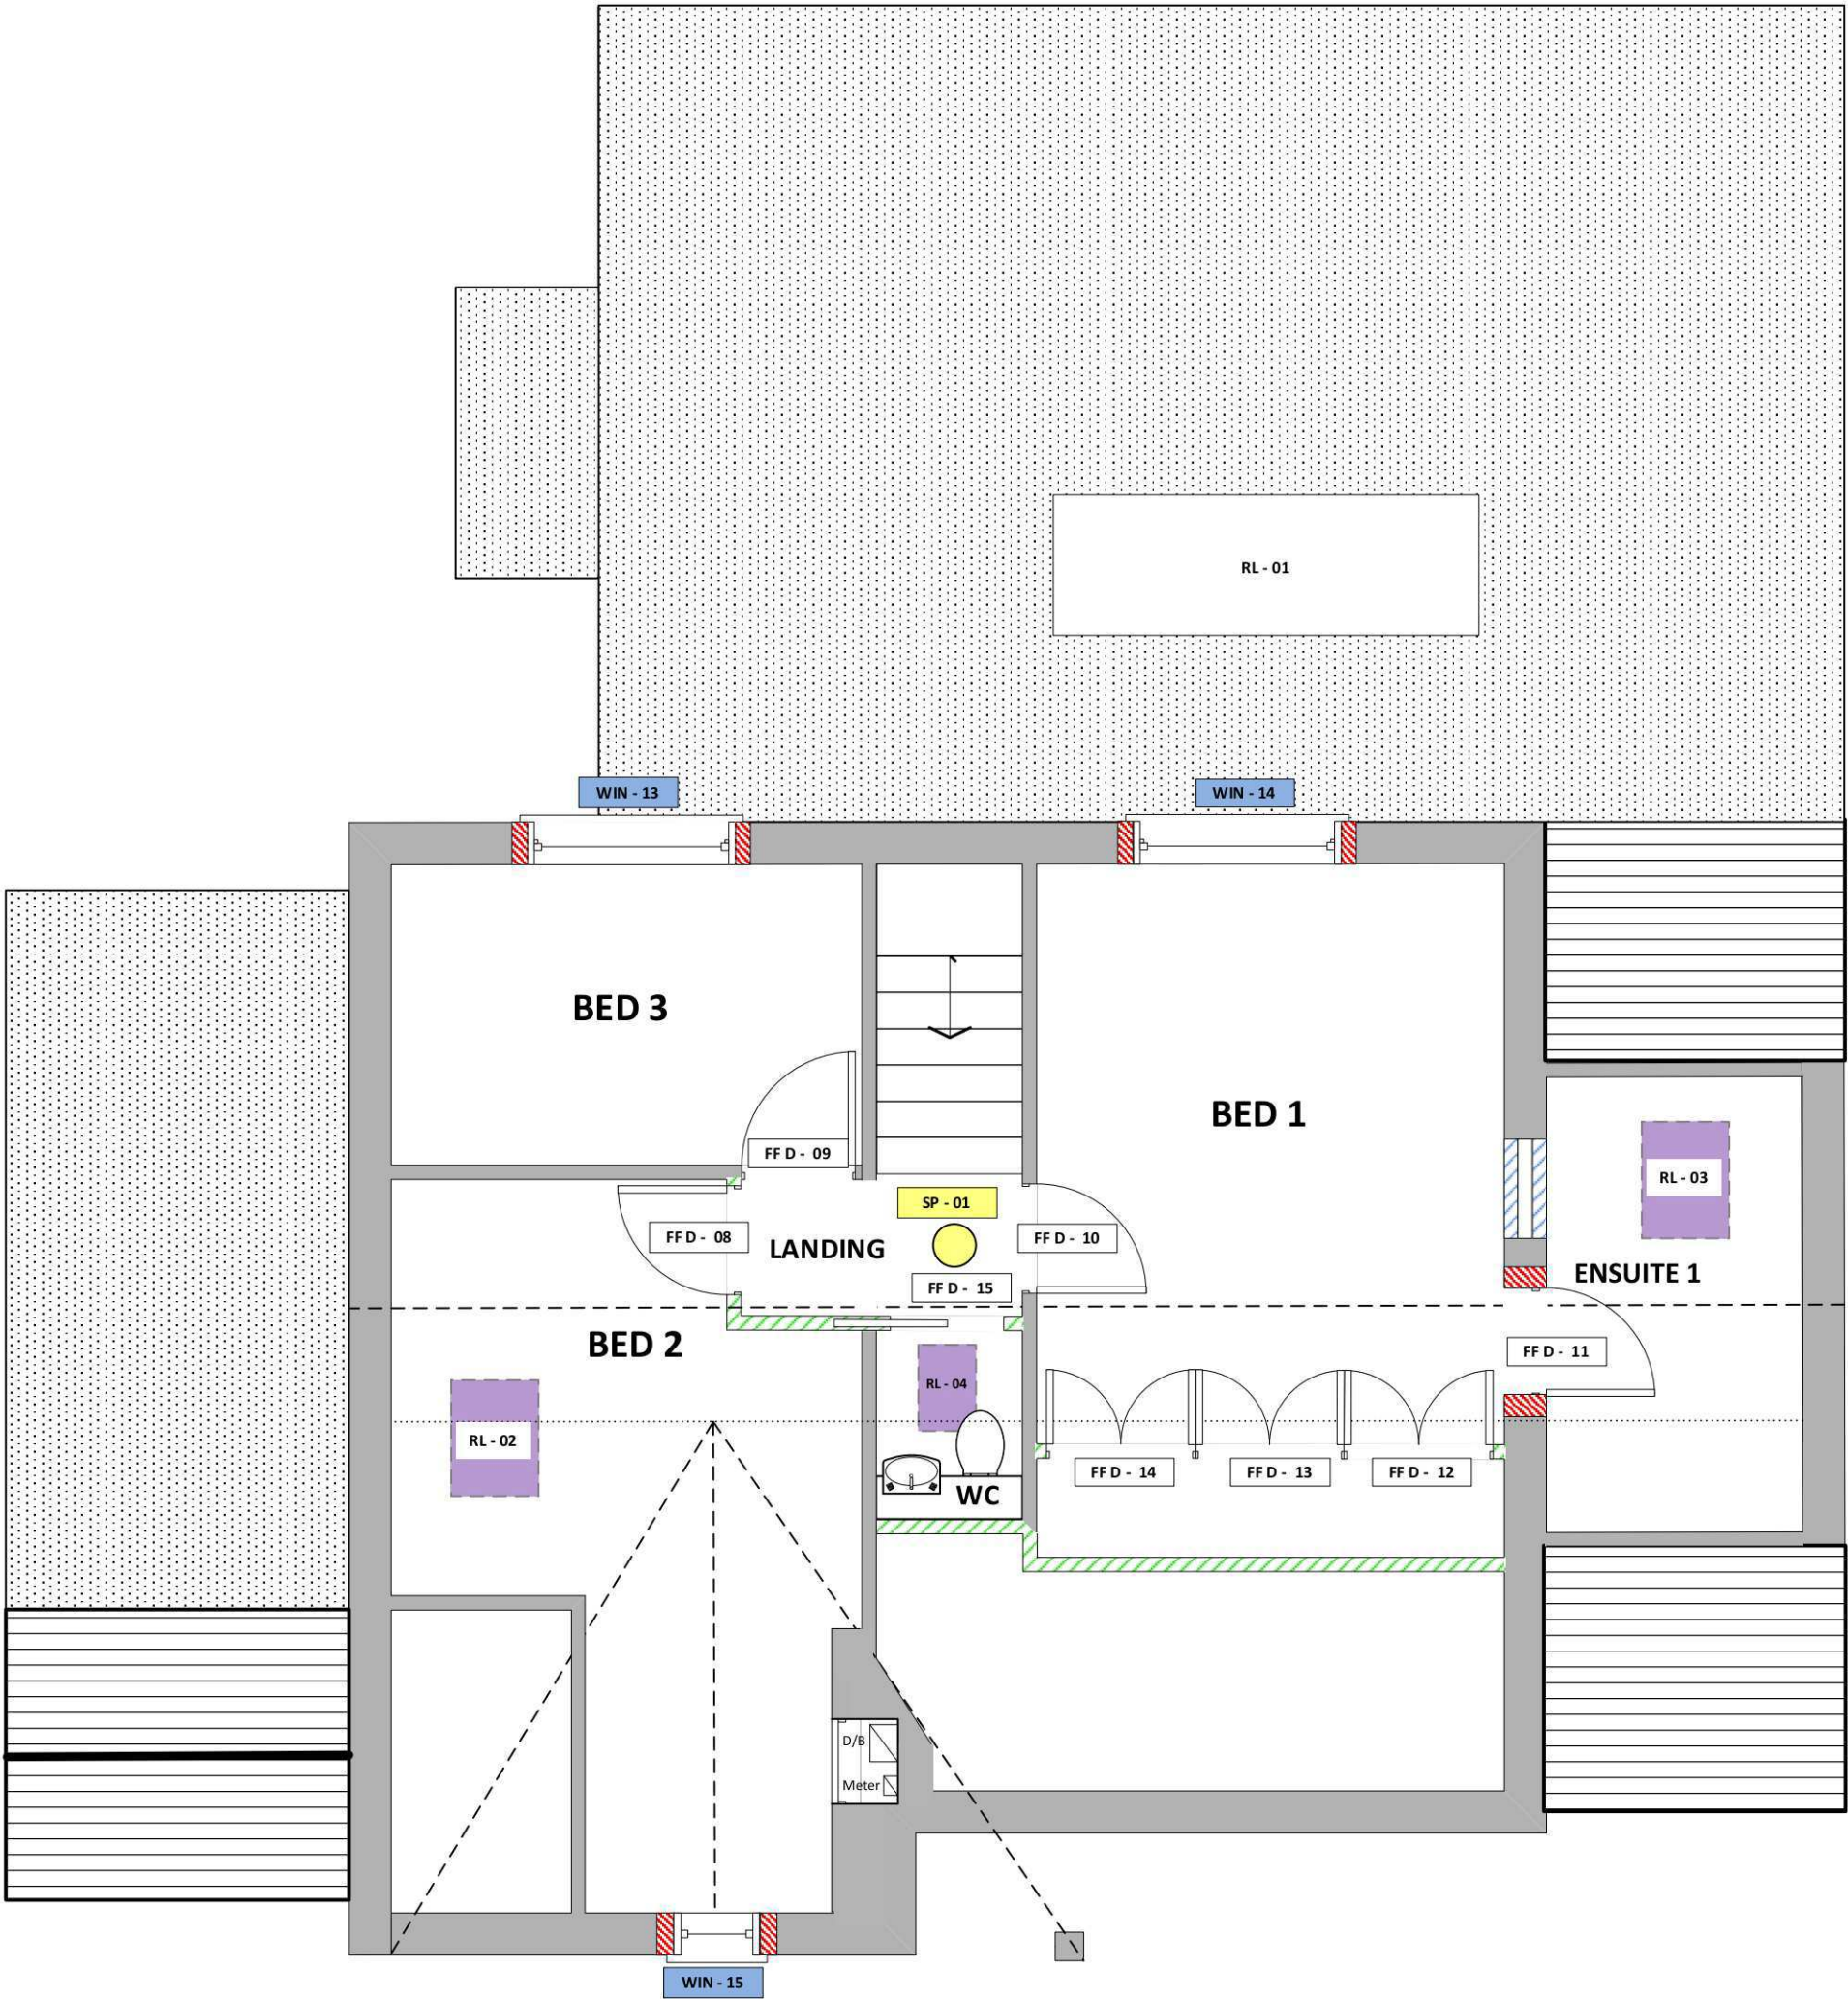 RL - 01
WIN - 13
WIN - 14
BED 3
BED 1
FF D - 09
RL - 03
SP - 01
FF D - 08
LANDING
FF D - 10
ENSUITE 1
FF D - 15
BED 2
FF D - 11
RL - 04
RL - 02
FF D - 14
FF D - 13
FF D - 12
WC
D/B
Meter
WIN - 15